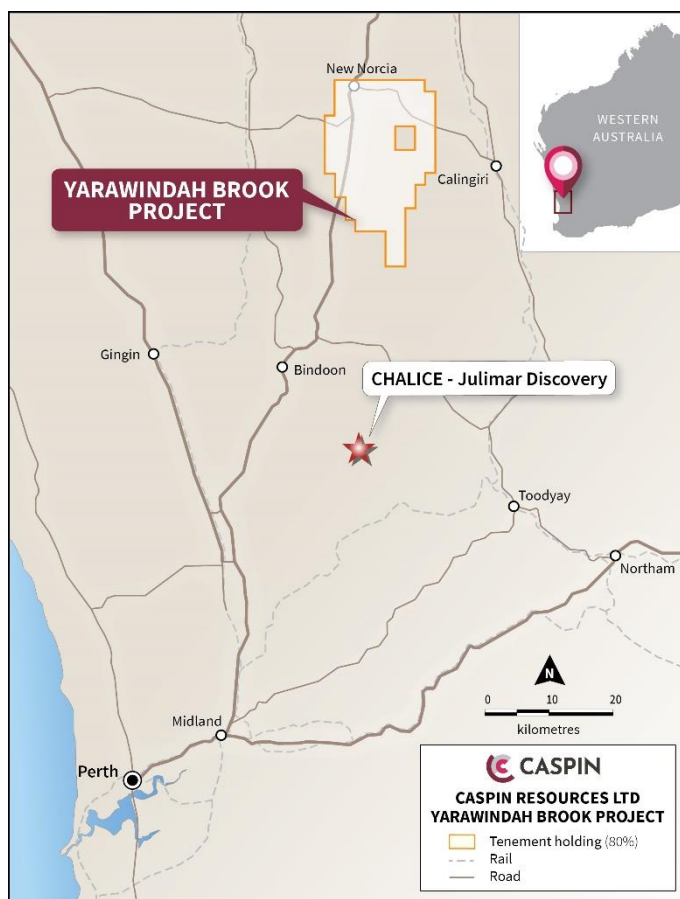 New Norcia
WESTERN
AUSTRALIA
Calingiri
YARAWINDAH BROOK
PROJECT
Gingin
Bindoon
CHALICE - Julimar Discovery
Toodyay
Northam
N
0 10 20
kilometres
Midland
Perth
CASPIN
CASPIN RESOURCES LTD
YARAWINDAH BROOK PROJECT
Tenement holding (80%)
Rail
Road